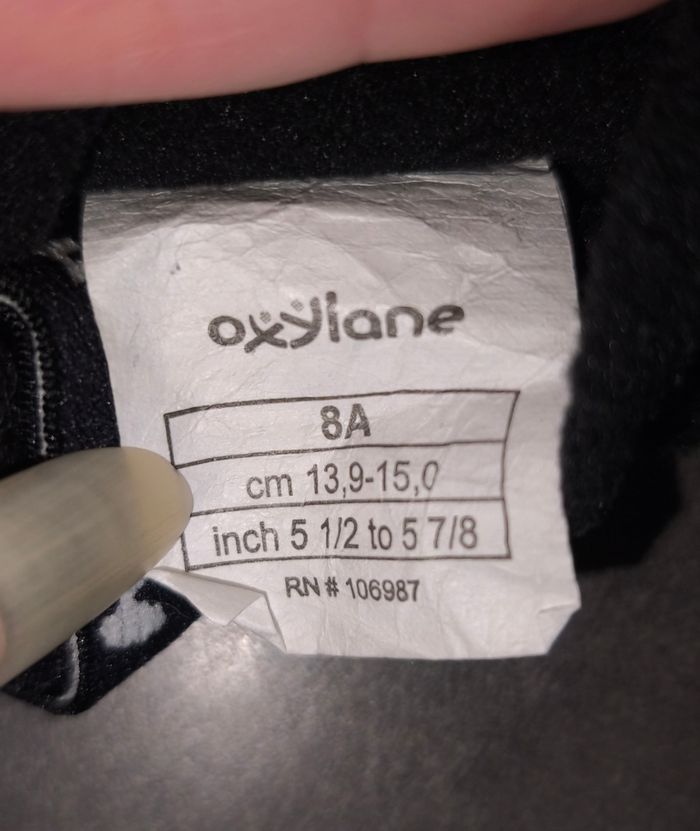 oxylane
8A
cm 13,9-15,0
inch 5 1/2 to 5 7/8
RN # 106987